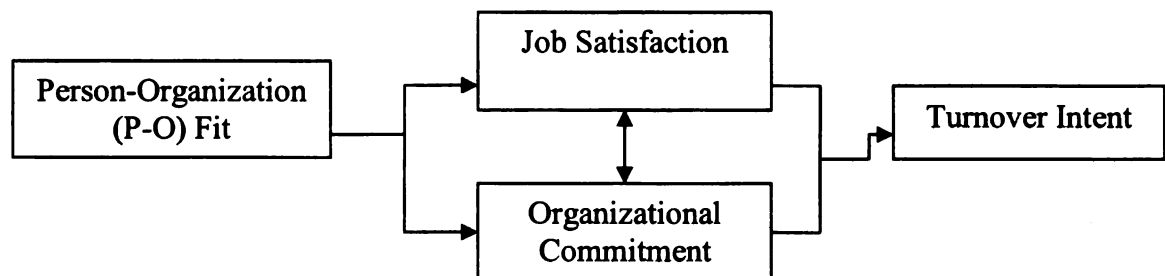 Person-Organization
(P-O) Fit
Job Satisfaction
Organizational
Commitment
Turnover Intent